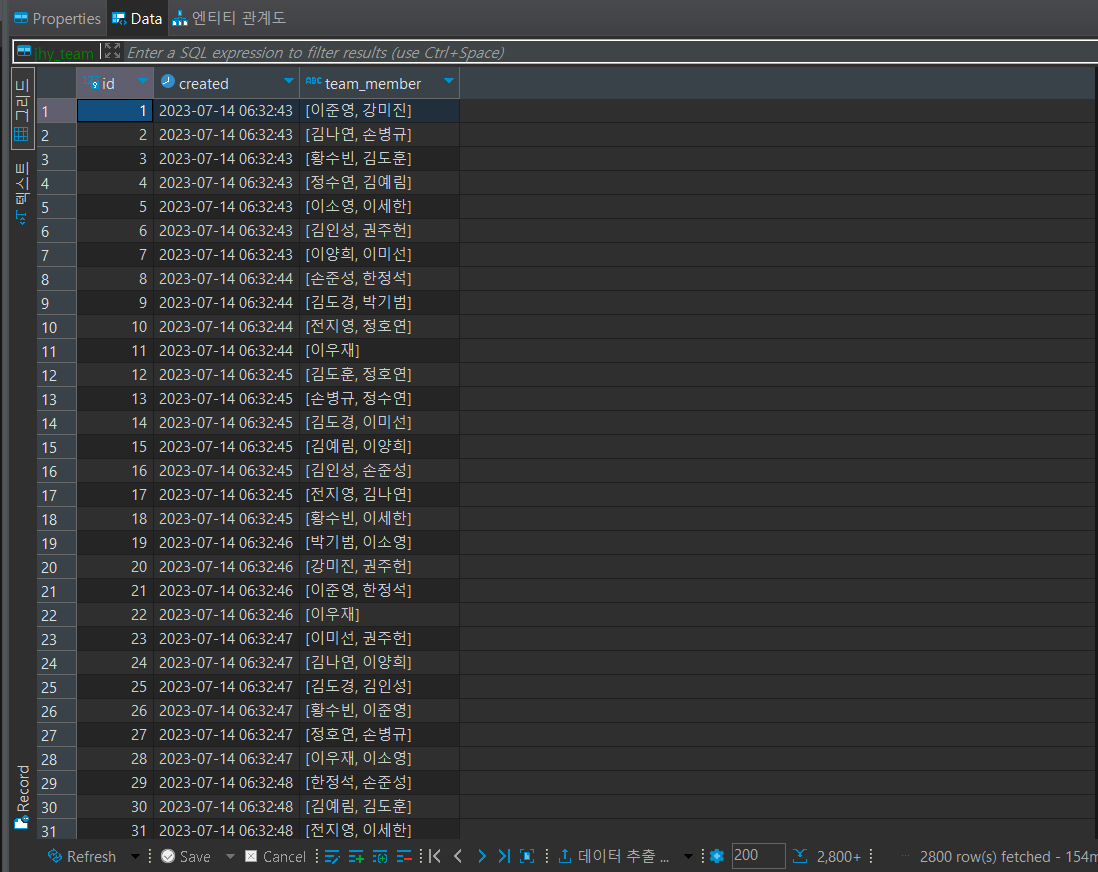 Properties Data 엔티티 관계도
jhy_team Enter a SQL expression to filter results (use Ctrl+Space)
그리드
텍스트
Record
id created ABC team_member
1 1 2023-07-14 06:32:43 [이준영, 강미진]
2 2 2023-07-14 06:32:43 [김나연, 손병규]
3 3 2023-07-14 06:32:43 [황수빈, 김도훈]
4 4 2023-07-14 06:32:43 [정수연, 김예림]
5 5 2023-07-14 06:32:43 [이소영, 이세한]
6 6 2023-07-14 06:32:43 [김인성, 권주헌]
7 7 2023-07-14 06:32:43 [이양희, 이미선]
8 8 2023-07-14 06:32:44 [손준성, 한정석]
9 9 2023-07-14 06:32:44 [김도경, 박기범]
10 10 2023-07-14 06:32:44 [전지영, 정호연]
11 11 2023-07-14 06:32:44 [이우재]
12 12 2023-07-14 06:32:45 [김도훈, 정호연]
13 13 2023-07-14 06:32:45 [손병규, 정수연]
14 14 2023-07-14 06:32:45 [김도경, 이미선]
15 15 2023-07-14 06:32:45 [김예림, 이양희]
16 16 2023-07-14 06:32:45 [김인성, 손준성]
17 17 2023-07-14 06:32:45 [전지영, 김나연]
18 18 2023-07-14 06:32:45 [황수빈, 이세한]
19 19 2023-07-14 06:32:46 [박기범, 이소영]
20 20 2023-07-14 06:32:46 [강미진, 권주헌]
21 21 2023-07-14 06:32:46 [이준영, 한정석]
22 22 2023-07-14 06:32:46 [이우재]
23 23 2023-07-14 06:32:47 [이미선, 권주헌]
24 24 2023-07-14 06:32:47 [김나연, 이양희]
25 25 2023-07-14 06:32:47 [김도경, 김인성]
26 26 2023-07-14 06:32:47 [황수빈, 이준영]
27 27 2023-07-14 06:32:47 [정호연, 손병규]
28 28 2023-07-14 06:32:47 [이우재, 이소영]
29 29 2023-07-14 06:32:48 [한정석, 손준성]
30 30 2023-07-14 06:32:48 [김예림, 김도훈]
31 31 2023-07-14 06:32:48 [전지영, 이세한]
Refresh Save Cancel 데이터 추출 ... 200 2,800+ 2800 row(s) fetched - 154m